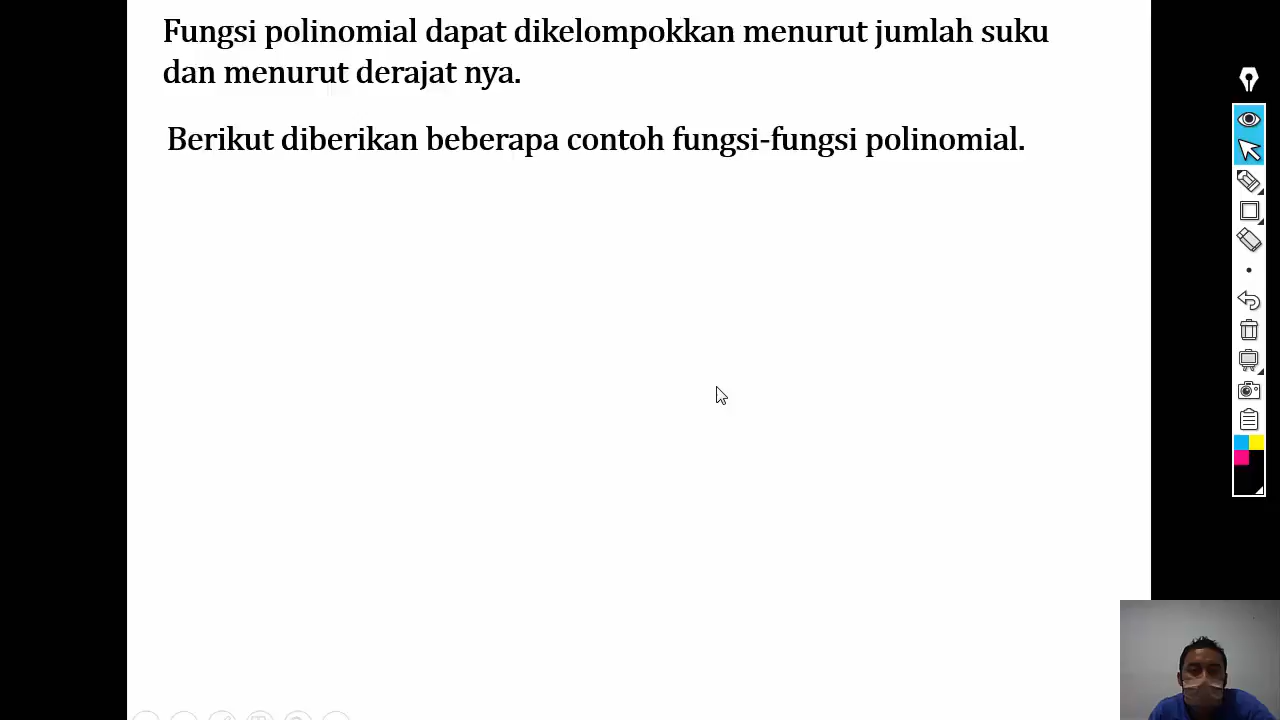 Fungsi polinomial dapat dikelompokkan menurut jumlah suku
dan menurut derajat nya.
Berikut diberikan beberapa contoh fungsi-fungsi polinomial.